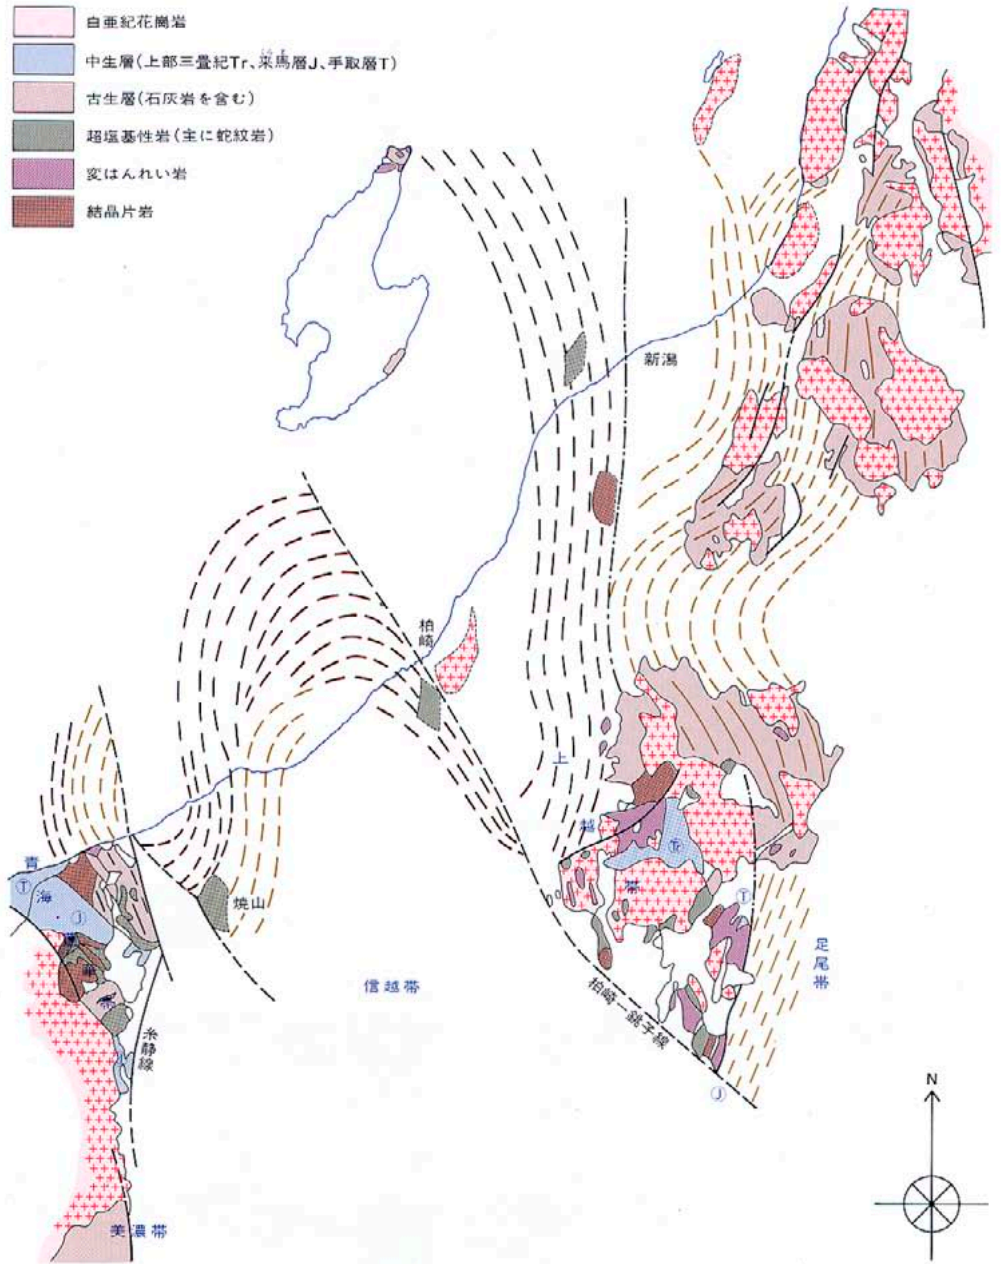 白亜紀花崗岩
中生層(上部三畳紀Tr、来馬層J、手取層T)
古生層(石灰岩を含む)
超塩基性岩(主に蛇紋岩)
変はんれい岩
結晶片岩
新潟
柏崎
上
越
帯
Tr
T
青
海
T
J
焼山
信越帯
足尾帯
柏崎―銚子線
糸静線
J
美濃帯
N